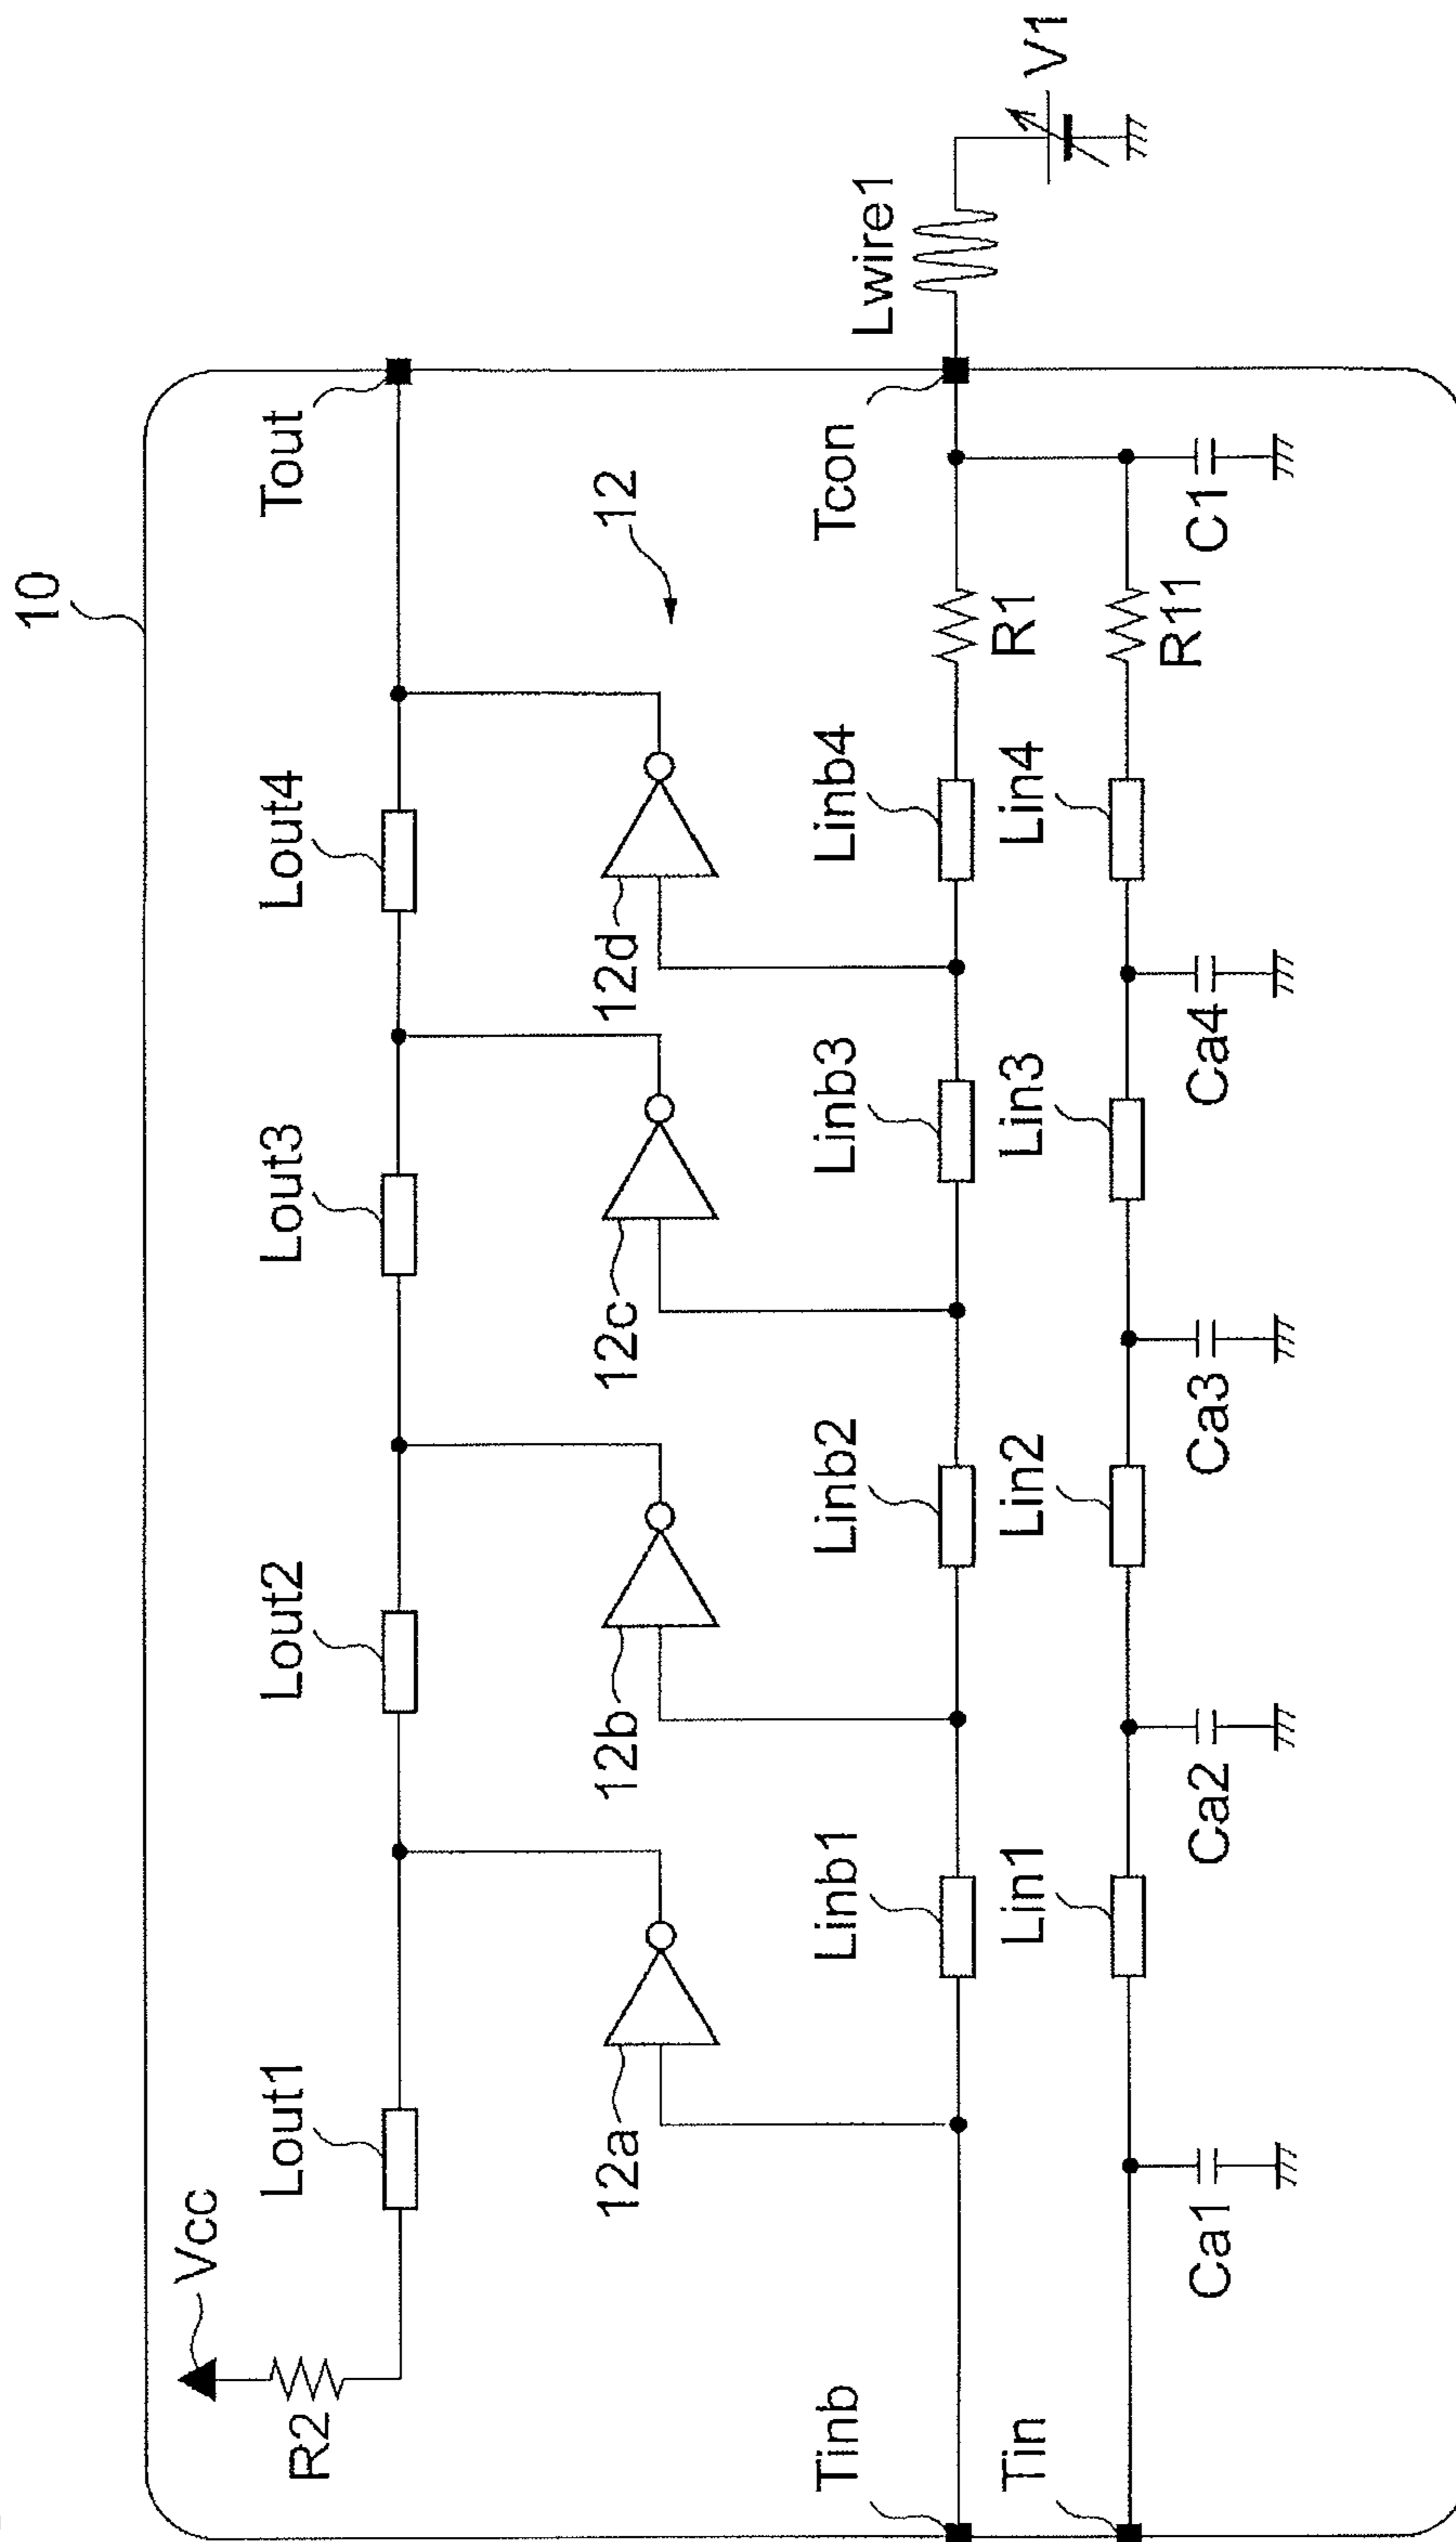 10
Vcc
R2
Lout1
Lout2
Lout3
Lout4
Tout
12
12a
12b
12c
12d
Tinb
Linb1
Linb2
Linb3
Linb4
R1
Tcon
Lwire1
V1
Tin
Lin1
Lin2
Lin3
Lin4
R11
Ca1
Ca2
Ca3
Ca4
C1